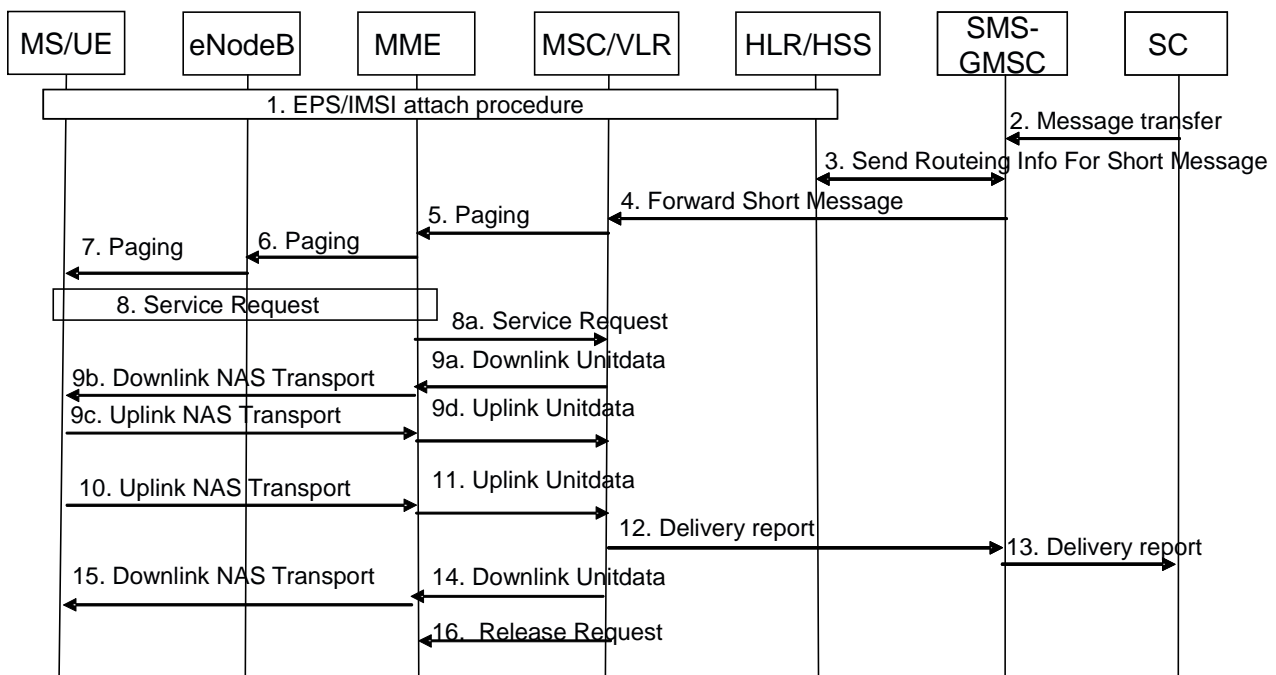 MS/UE
eNodeB
MME
MSC/VLR
HLR/HSS
SMS-
GMSC
SC
1. EPS/IMSI attach procedure
2. Message transfer
3. Send Routeing Info For Short Message
4. Forward Short Message
5. Paging
6. Paging
7. Paging
8. Service Request
8a. Service Request
9a. Downlink Unitdata
9b. Downlink NAS Transport
9c. Uplink NAS Transport
9d. Uplink Unitdata
10. Uplink NAS Transport
11. Uplink Unitdata
12. Delivery report
13. Delivery report
15. Downlink NAS Transport
14. Downlink Unitdata
16. Release Request